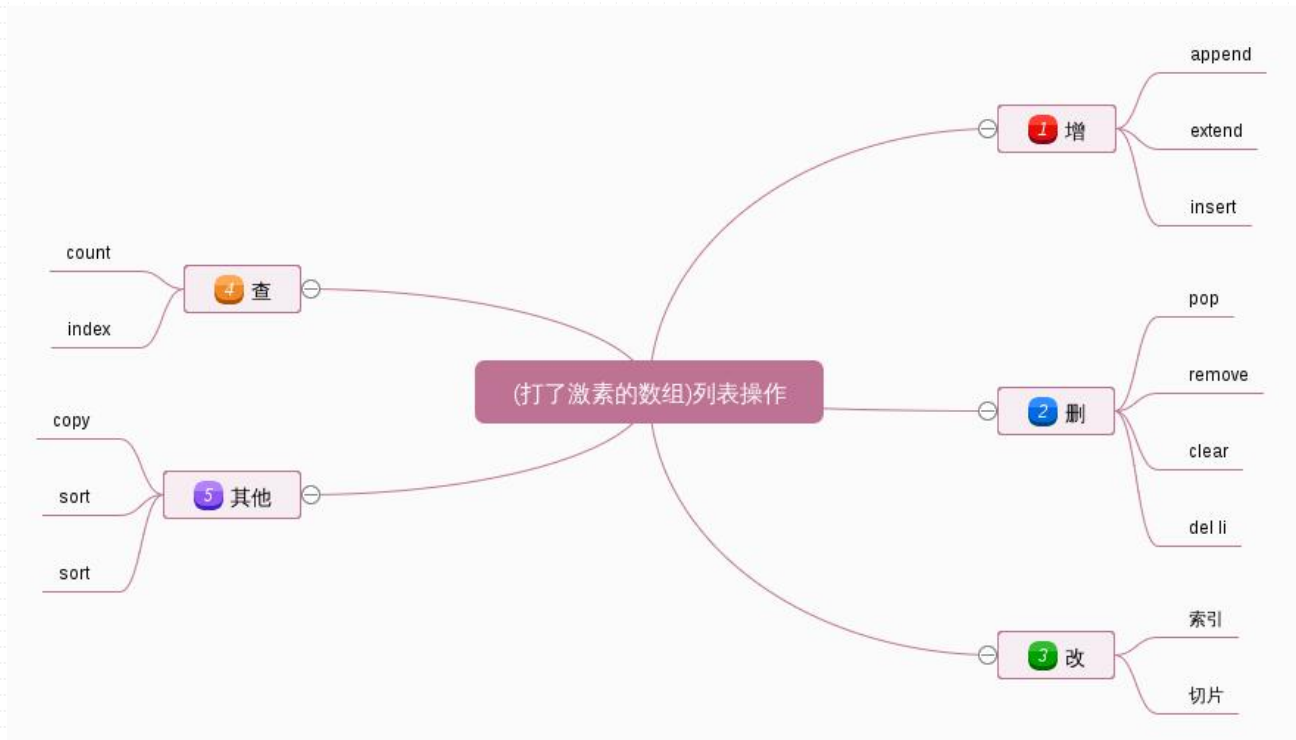 (打了激素的数组)列表操作
1 增
append
extend
insert
2 删
pop
remove
clear
del li
3 改
索引
切片
4 查
count
index
5 其他
copy
sort
sort